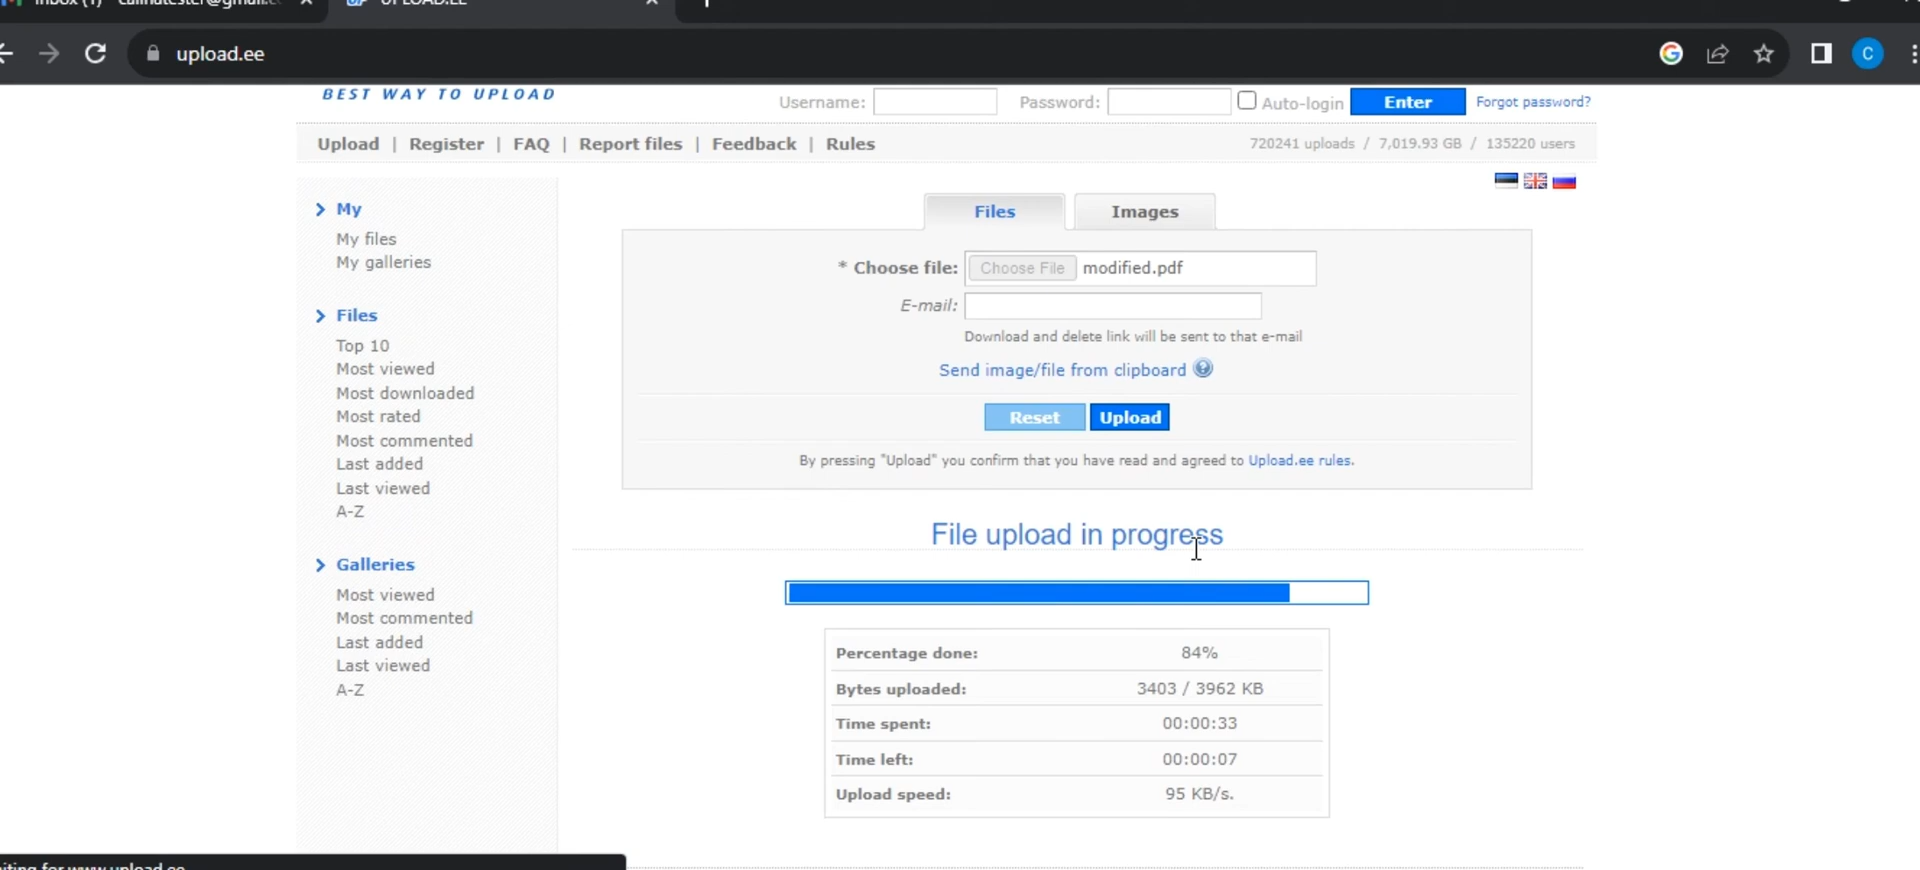 UPLOAD.EE
upload.ee
C
BEST WAY TO UPLOAD
Username: Password: Auto-login Enter Forgot password?
Upload | Register | FAQ | Report files | Feedback | Rules
720241 uploads / 7,019.93 GB / 135220 users
My
My files
My galleries
Files
Top 10
Most viewed
Most downloaded
Most rated
Most commented
Last added
Last viewed
A-Z
Galleries
Most viewed
Most commented
Last added
Last viewed
A-Z
Files Images
* Choose file: Choose File modified.pdf
E-mail:
Download and delete link will be sent to that e-mail
Send image/file from clipboard
Reset Upload
By pressing "Upload" you confirm that you have read and agreed to Upload.ee rules.
File upload in progress
Percentage done: 84%
Bytes uploaded: 3403 / 3962 KB
Time spent: 00:00:33
Time left: 00:00:07
Upload speed: 95 KB/s.